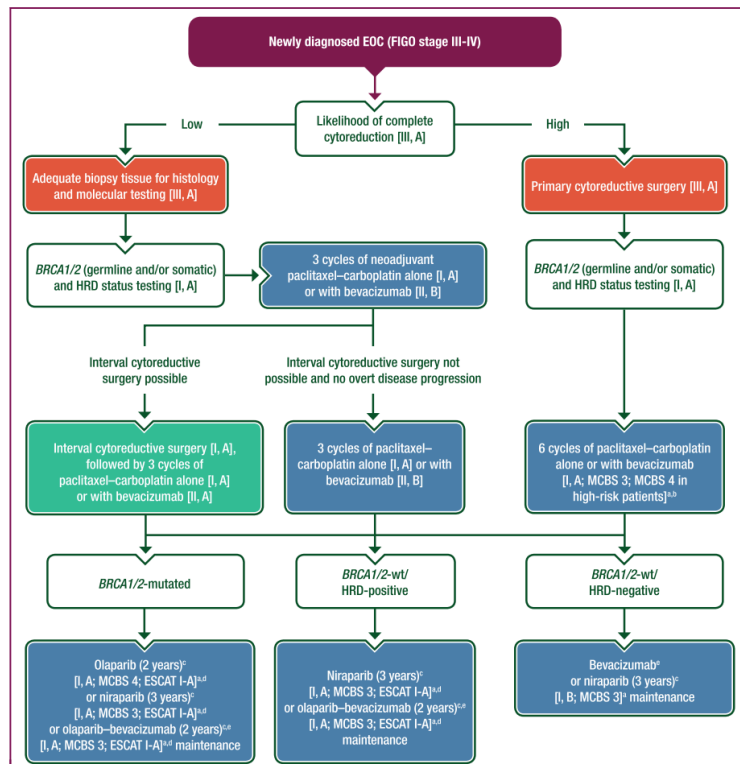 Newly diagnosed EOC (FIGO stage III-IV)
Likelihood of complete
cytoreduction [III, A]
Low
High
Adequate biopsy tissue for histology
and molecular testing [III, A]
Primary cytoreductive surgery [III, A]
BRCA1/2 (germline and/or somatic)
and HRD status testing [I, A]
3 cycles of neoadjuvant
paclitaxel–carboplatin alone [I, A]
or with bevacizumab [II, B]
BRCA1/2 (germline and/or somatic)
and HRD status testing [I, A]
Interval cytoreductive
surgery possible
Interval cytoreductive surgery not
possible and no overt disease progression
Interval cytoreductive surgery [I, A],
followed by 3 cycles of
paclitaxel–carboplatin alone [I, A]
or with bevacizumab [II, A]
3 cycles of paclitaxel–
carboplatin alone [I, A] or with
bevacizumab [II, B]
6 cycles of paclitaxel–carboplatin
alone or with bevacizumab
[I, A; MCBS 3; MCBS 4 in
high-risk patients]a,b
BRCA1/2-mutated
BRCA1/2-wt/
HRD-positive
BRCA1/2-wt/
HRD-negative
Olaparib (2 years)c
[I, A; MCBS 4; ESCAT I-A]a,d
or niraparib (3 years)c
[I, A; MCBS 3; ESCAT I-A]a,d
or olaparib–bevacizumab (2 years)c,e
[I, A; MCBS 3; ESCAT I-A]a,d maintenance
Niraparib (3 years)c
[I, A; MCBS 3; ESCAT I-A]a,d
or olaparib–bevacizumab (2 years)c,e
[I, A; MCBS 3; ESCAT I-A]a,d
maintenance
Bevacizumabe
or niraparib (3 years)c
[I, B; MCBS 3]a maintenance